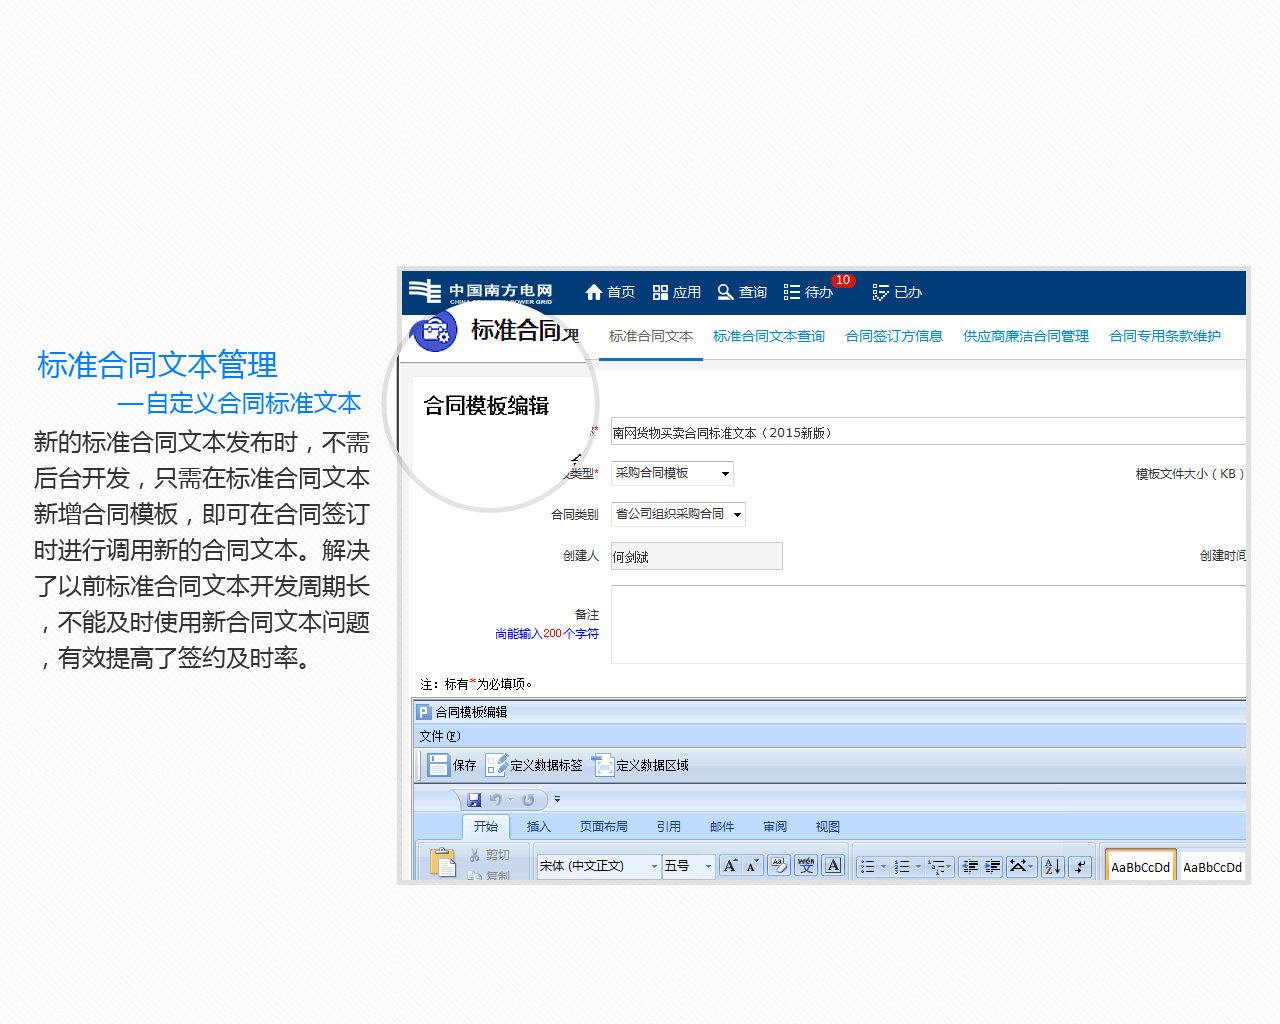 中国南方电网
首页
应用
查询
待办
10
已办
标准合同
标准合同文本
标准合同文本查询
合同签订方信息
供应商廉洁合同管理
合同专用条款维护
标准合同文本管理
—自定义合同标准文本
新的标准合同文本发布时，不需
后台开发，只需在标准合同文本
新增合同模板，即可在合同签订
时进行调用新的合同文本。解决
了以前标准合同文本开发周期长
，不能及时使用新合同文本问题
，有效提高了签约及时率。
合同模板编辑
南网货物买卖合同标准文本（2015新版）
类型*
采购合同模板
模板文件大小（KB）
合同类别
省公司组织采购合同
创建人
何剑斌
创建时间
备注
尚能输入200个字符
注：标有*为必填项。
合同模板编辑
文件(F)
保存
定义数据标签
定义数据区域
开始
插入
页面布局
引用
邮件
审阅
视图
剪切
复制
宋体 (中文正文)
五号
AaBbCcDd
AaBbCcDd